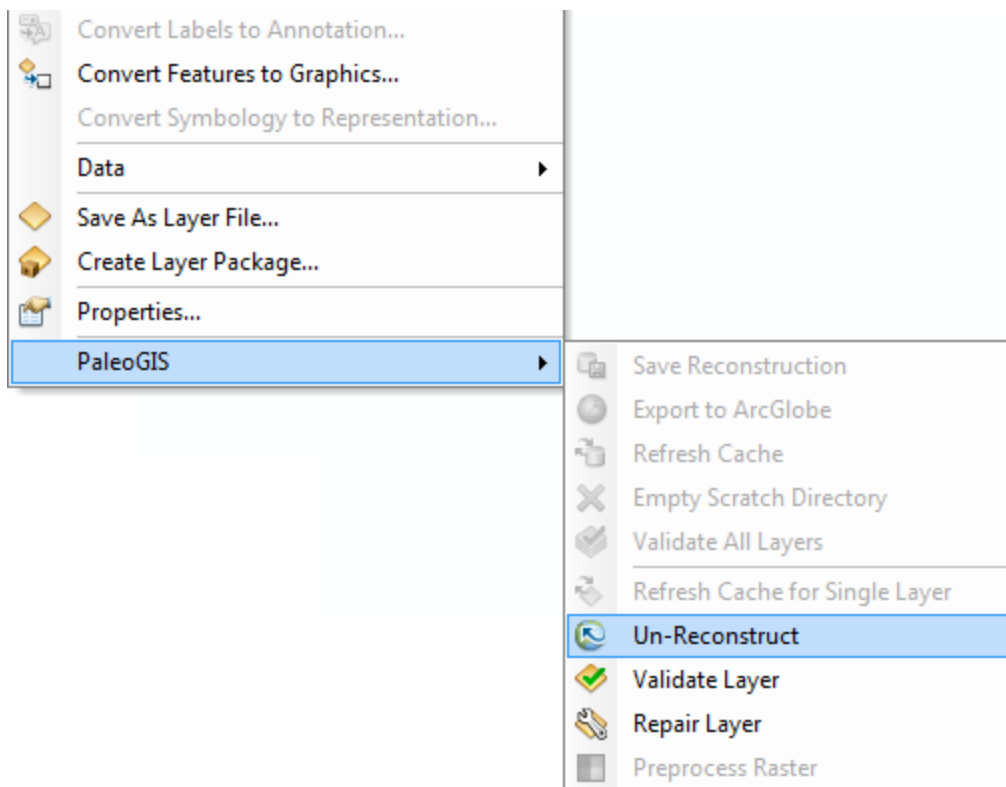 Convert Labels to Annotation...
Convert Features to Graphics...
Convert Symbology to Representation...
Data
Save As Layer File...
Create Layer Package...
Properties...
PaleoGIS
Save Reconstruction
Export to ArcGlobe
Refresh Cache
Empty Scratch Directory
Validate All Layers
Refresh Cache for Single Layer
Un-Reconstruct
Validate Layer
Repair Layer
Preprocess Raster